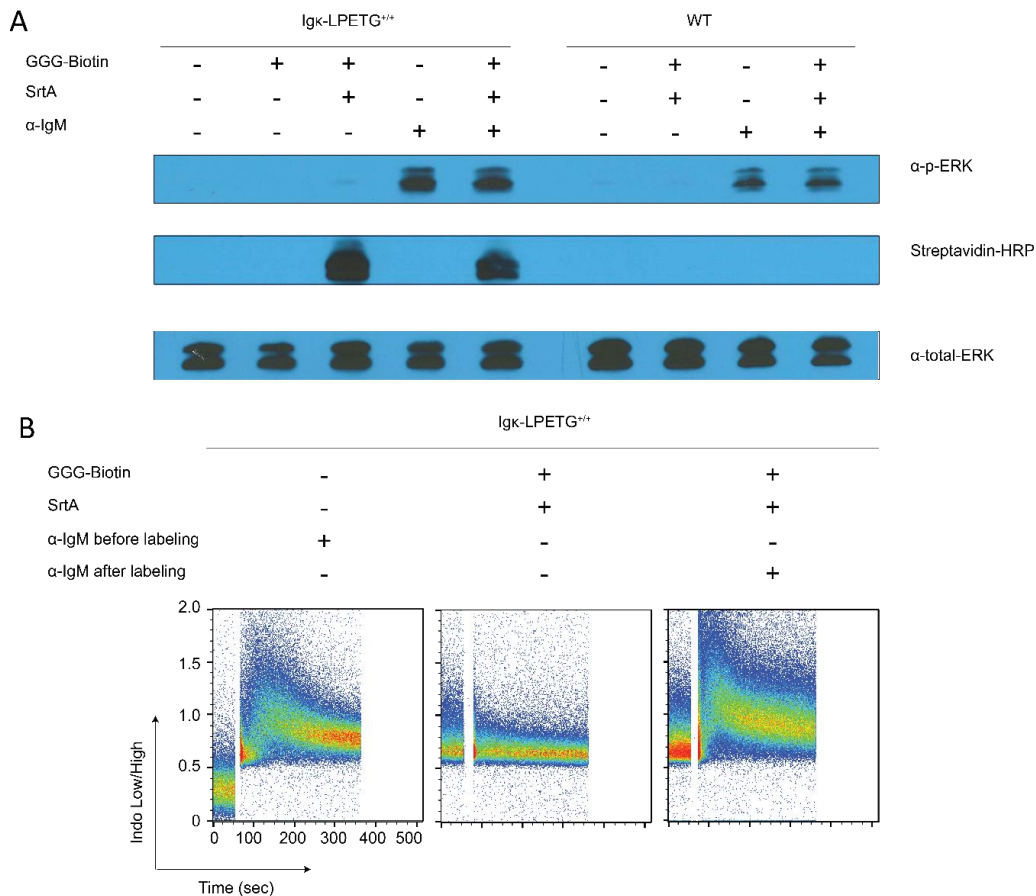 A
Igκ-LPETG+/+ WT
GGG-Biotin - + + - + - + - +
SrtA - - + - + - + - +
α-IgM - - - + + - - + +
α-p-ERK
Streptavidin-HRP
α-total-ERK
B
Igκ-LPETG+/+
GGG-Biotin - + +
SrtA - + +
α-IgM before labeling + - -
α-IgM after labeling - - +
2.0
1.5
1.0
0.5
0
0 100 200 300 400 500
Indo Low/High
Time (sec)